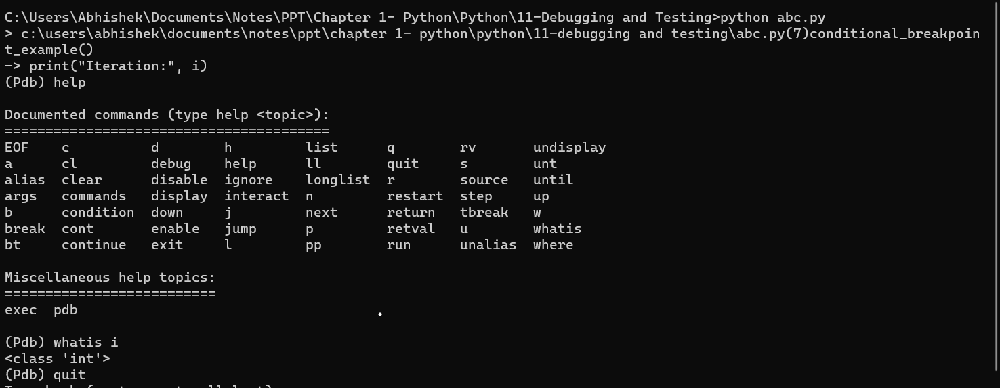 C:\Users\Abhishek\Documents\Notes\PPT\Chapter 1- Python\Python\11-Debugging and Testing>python abc.py
> c:\users\abhishek\documents\notes\ppt\chapter 1- python\python\11-debugging and testing\abc.py(7)conditional_breakpoin
t_example()
-> print("Iteration:", i)
(Pdb) help
Documented commands (type help <topic>):
========================================
EOF    c          d        h         list      q        rv       undisplay
a      cl         debug    help      ll        quit     s        unt
alias  clear      disable  ignore    longlist  r        source   until
args   commands   display  interact  n         restart  step     up
b      condition  down     j         next      return   tbreak   w
break  cont       enable   jump      p         retval   u        whatis
bt     continue   exit     l         pp        run      unalias  where
Miscellaneous help topics:
==========================
exec  pdb
(Pdb) whatis i
<class 'int'>
(Pdb) quit